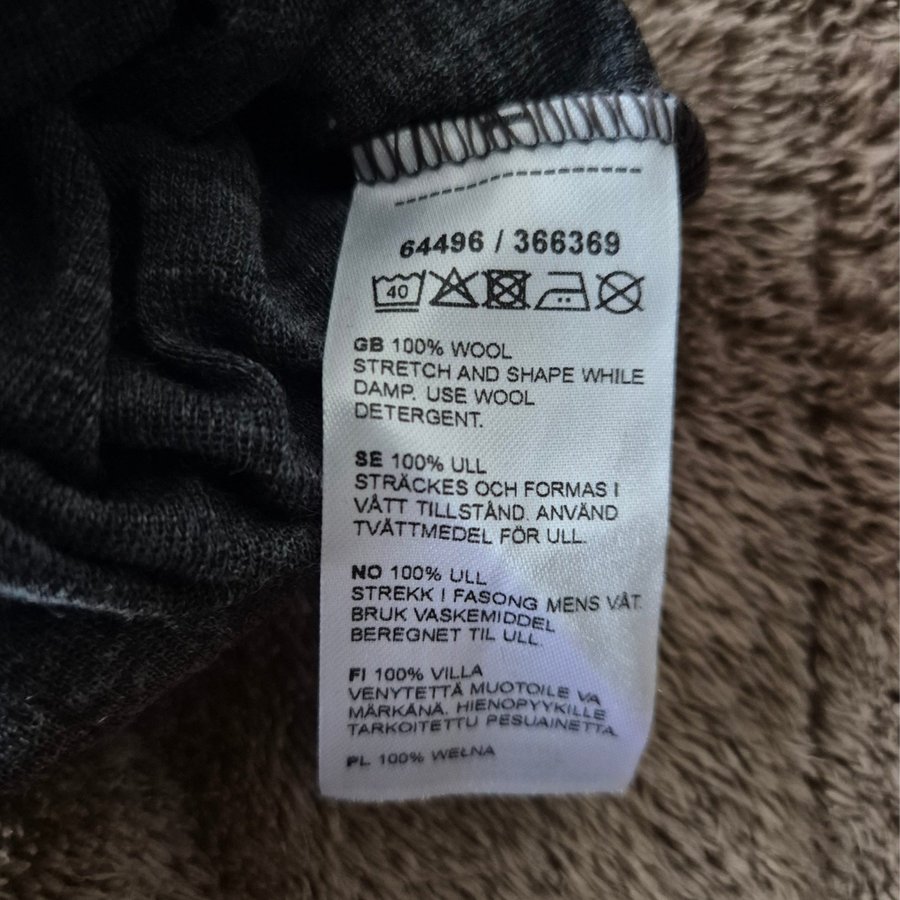 64496 / 366369
40
GB 100% WOOL
STRETCH AND SHAPE WHILE
DAMP. USE WOOL
DETERGENT.
SE 100% ULL
STRÄCKES OCH FORMAS I
VÅTT TILLSTÅND. ANVÄND
TVÄTTMEDEL FÖR ULL.
NO 100% ULL
STREKK I FASONG MENS VÅT.
BRUK VASKEMIDDEL
BEREGNET TIL ULL.
FI 100% VILLA
VENYTETTÄ MUOTOILE VA
MÄRKÄNÄ. HIENOPYYKILLE
TARKOITETTU PESUAINETTA.
PL 100% WEŁNA